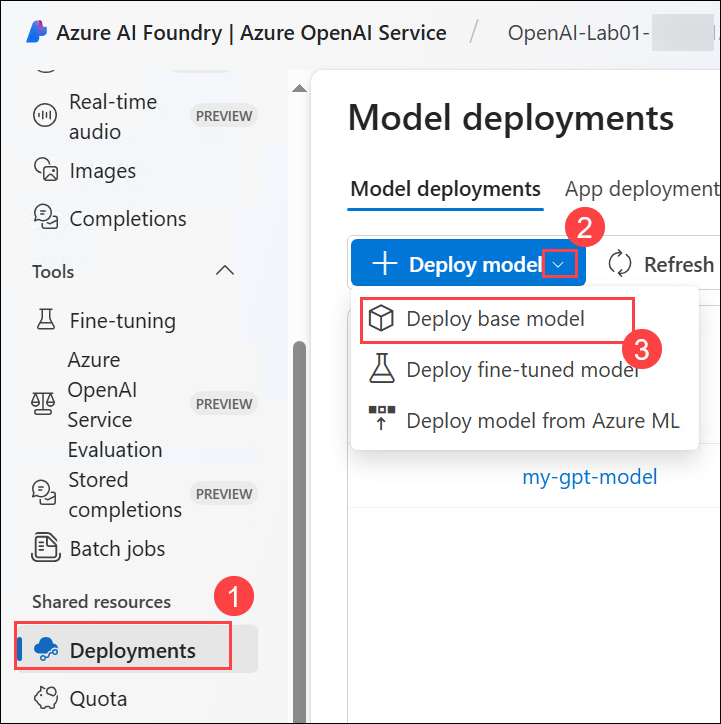 Azure AI Foundry | Azure OpenAI Service / OpenAI-Lab01-
Real-time
audio
PREVIEW
Images
Completions
Tools
Fine-tuning
Azure
OpenAI
Service
Evaluation
PREVIEW
Stored
completions
PREVIEW
Batch jobs
Shared resources
1
Deployments
Quota
Model deployments
Model deployments App deployment
2
Deploy model Refresh
Deploy base model
3
Deploy fine-tuned model
Deploy model from Azure ML
my-gpt-model